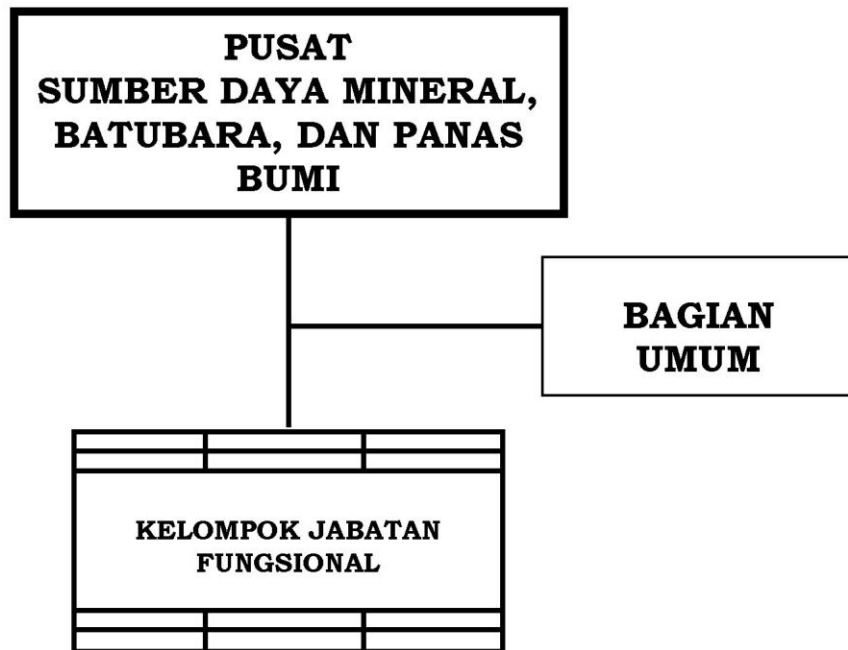 PUSAT
SUMBER DAYA MINERAL,
BATUBARA, DAN PANAS
BUMI
BAGIAN
UMUM
KELOMPOK JABATAN
FUNGSIONAL